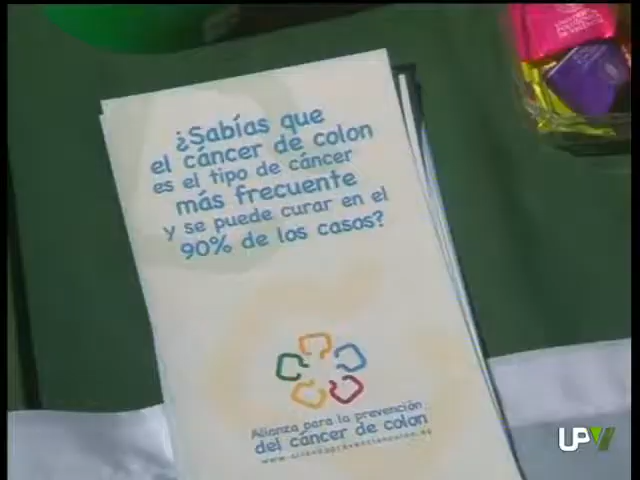 ¿Sabías que
el cáncer de colon
es el tipo de cáncer
más frecuente
y se puede curar en el
90% de los casos?
Alianza para la prevención
del cáncer de colon
UPV